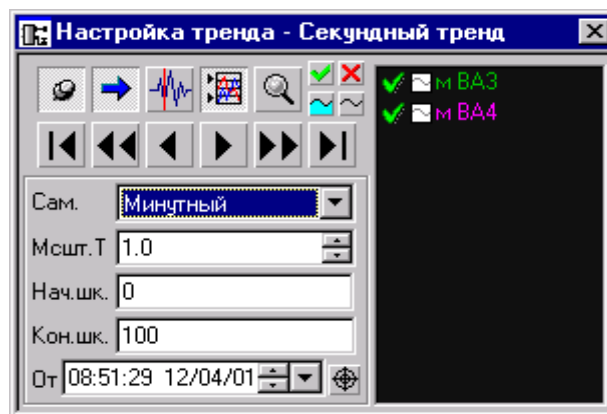 Настройка тренда - Секундный тренд
м ВА3
м ВА4
Сам. Минутный
Мсшт.Т 1.0
Нач.шк. 0
Кон.шк. 100
От 08:51:29 12/04/01